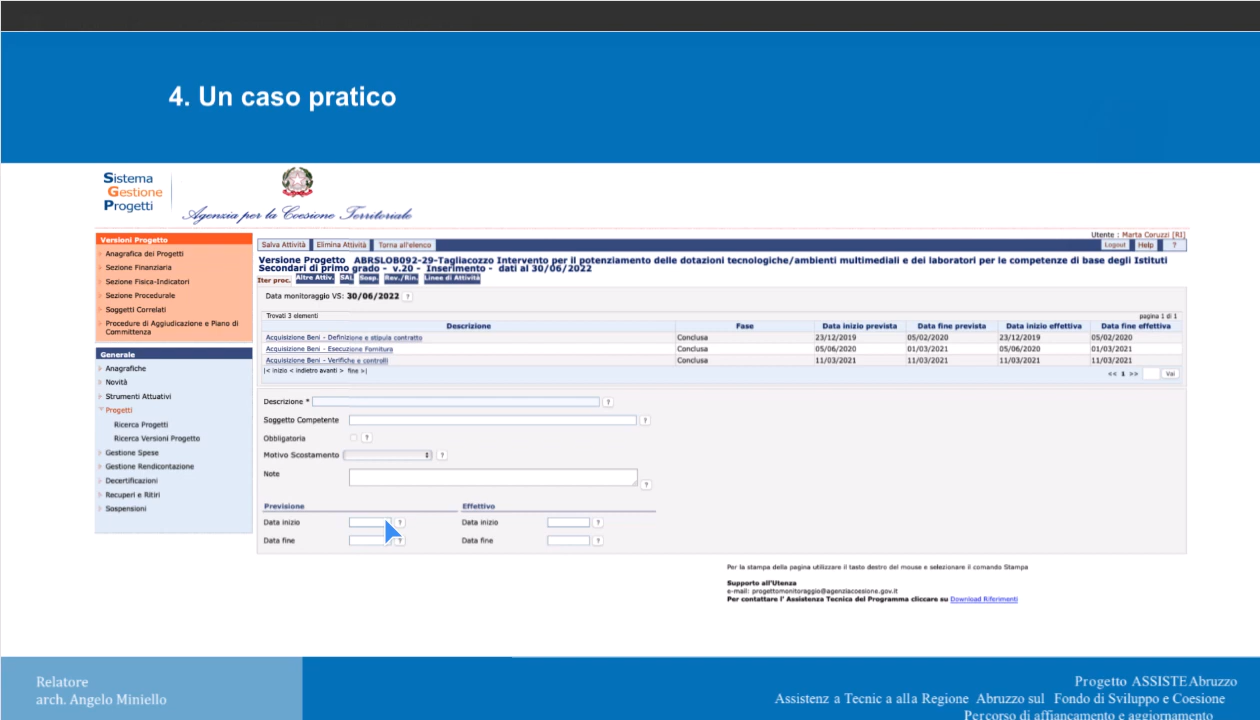 4. Un caso pratico
Sistema
Gestione
Progetti
Agenzia per la Coesione Territoriale
Utente : Marta Coruzzi [RI]
Versioni Progetto
Anagrafica dei Progetti
Sezione Finanziaria
Sezione Fisica-Indicatori
Sezione Procedurale
Soggetti Correlati
Procedure di Aggiudicazione e Piano di
Committenza
Generale
Anagrafiche
Novità
Strumenti Attuativi
Progetti
Ricerca Progetti
Ricerca Versioni Progetto
Gestione Spese
Gestione Rendicontazione
Decertificazioni
Recuperi e Ritiri
Sospensioni
Salva Attività Elimina Attività Torna all'elenco Logout Help ?
Versione Progetto ABRSLOB092-29-Tagliacozzo Intervento per il potenziamento delle dotazioni tecnologiche/ambienti multimediali e dei laboratori per le competenze di base degli Istituti
Secondari di primo grado - v.20 - Inserimento - dati al 30/06/2022
Iter proc. Altre Attiv. SAL Sosp. Rev./Rin. Linea di Attività
Data monitoraggio VS: 30/06/2022 ?
Trovati 3 elementi pagina 1 di 1
Descrizione Fase Data inizio prevista Data fine prevista Data inizio effettiva Data fine effettiva
Acquisizione Beni - Definizione e stipula contratto Conclusa 23/12/2019 05/02/2020 23/12/2019 05/02/2020
Acquisizione Beni - Esecuzione Fornitura Conclusa 05/06/2020 01/03/2021 05/06/2020 01/03/2021
Acquisizione Beni - Verifiche e controlli Conclusa 11/03/2021 11/03/2021 11/03/2021 11/03/2021
|< inizio < indietro avanti > fine >| << 1 >> Vai
Descrizione * ?
Soggetto Competente ?
Obbligatoria ?
Motivo Scostamento ?
Note ?
Previsione Effettivo
Data inizio ? Data inizio ?
Data fine ? Data fine ?
Per la stampa della pagina utilizzare il tasto destro del mouse e selezionare il comando Stampa
Supporto all'Utenza
e-mail: progettomonitoraggio@agenziacoesione.gov.it
Per contattare l' Assistenza Tecnica del Programma cliccare su Download Riferimenti
Relatore
arch. Angelo Miniello
Progetto ASSISTE Abruzzo
Assistenz a Tecnic a alla Regione Abruzzo sul Fondo di Sviluppo e Coesione
Percorso di affiancamento e aggiornamento